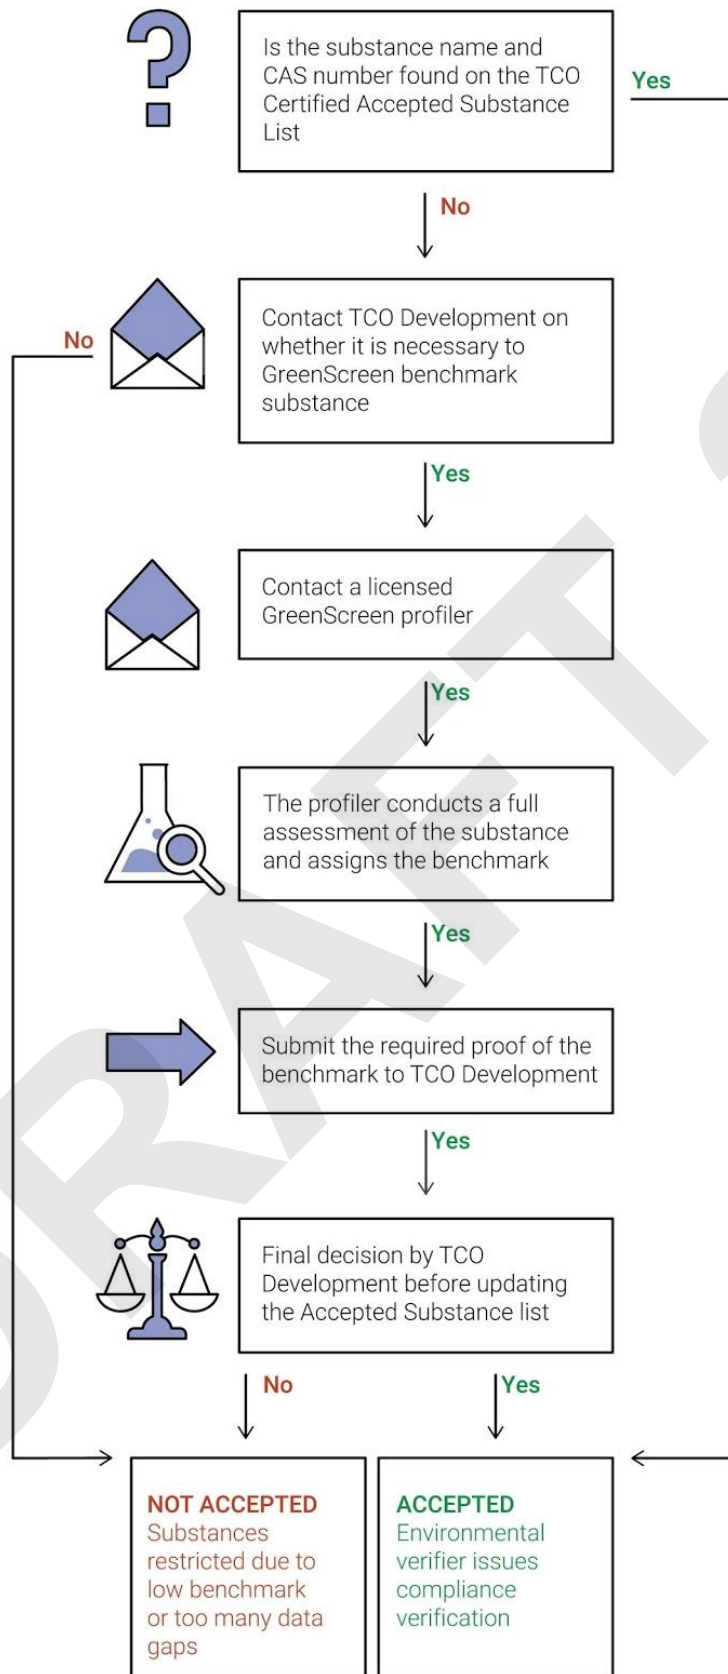 Is the substance name and
CAS number found on the TCO
Certified Accepted Substance
List
Yes
No
Contact TCO Development on
whether it is necessary to
GreenScreen benchmark
substance
No
Yes
Contact a licensed
GreenScreen profiler
Yes
The profiler conducts a full
assessment of the substance
and assigns the benchmark
Yes
Submit the required proof of the
benchmark to TCO Development
Yes
Final decision by TCO
Development before updating
the Accepted Substance list
No
Yes
NOT ACCEPTED
Substances
restricted due to
low benchmark
or too many data
gaps
ACCEPTED
Environmental
verifier issues
compliance
verification
DRAFT